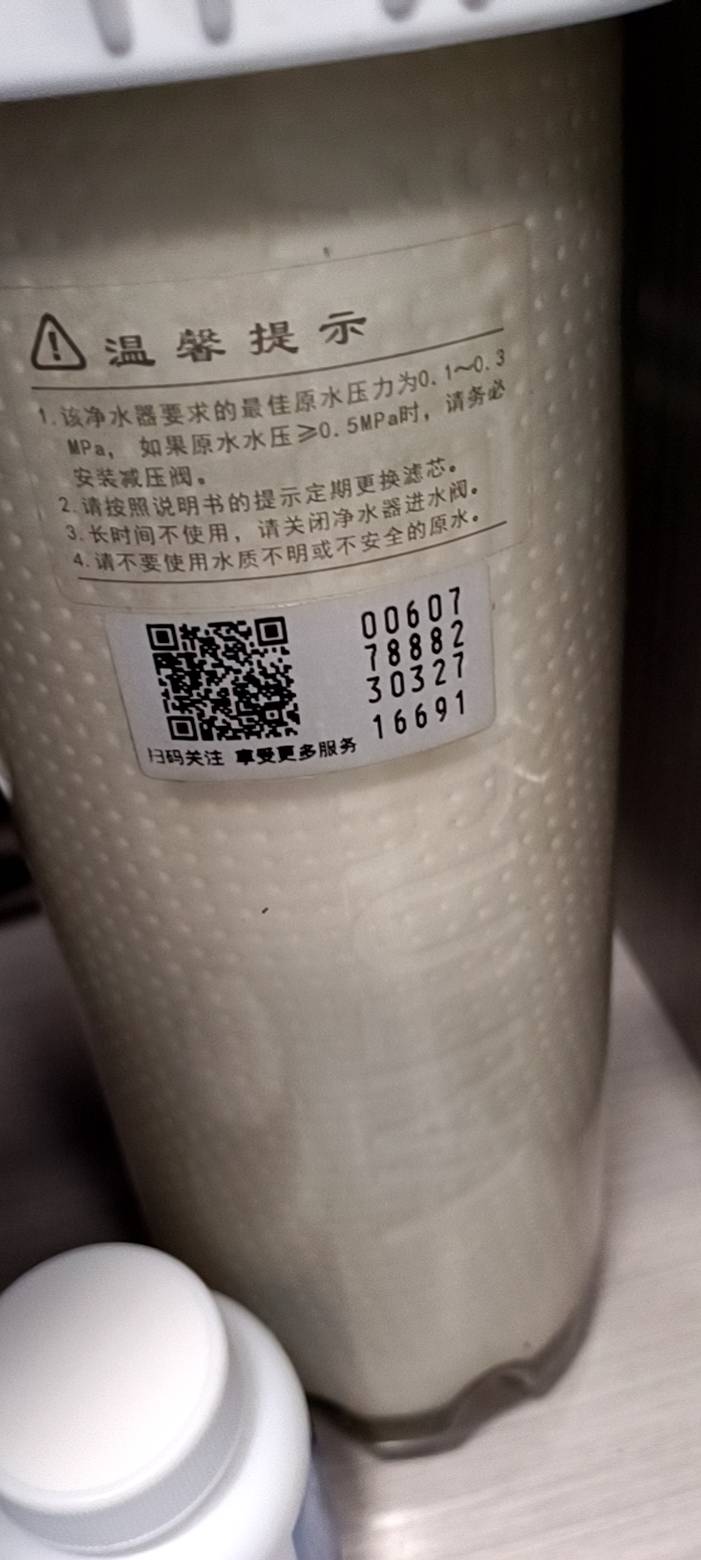 温馨提示
1.该净水器要求的最佳原水压力为0.1～0.3
MPa，如果原水水压≥0.5MPa时，请务必
安装减压阀。
2.请按照说明书的提示定期更换滤芯。
3.长时间不使用，请关闭净水器进水阀。
4.请不要使用水质不明或不安全的原水。
00607
78882
30327
16691
扫码关注 享受更多服务